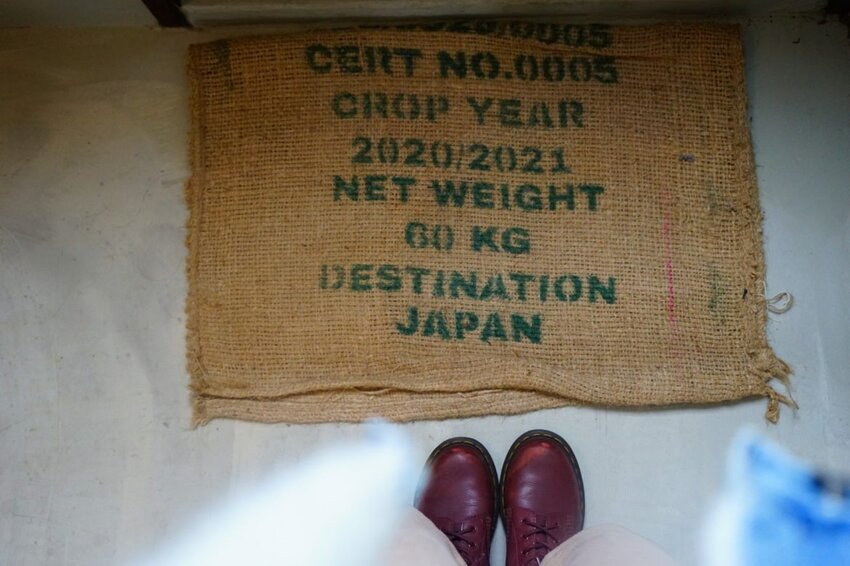 CERT NO.0005
CROP YEAR
2020/2021
NET WEIGHT
60 KG
DESTINATION
JAPAN